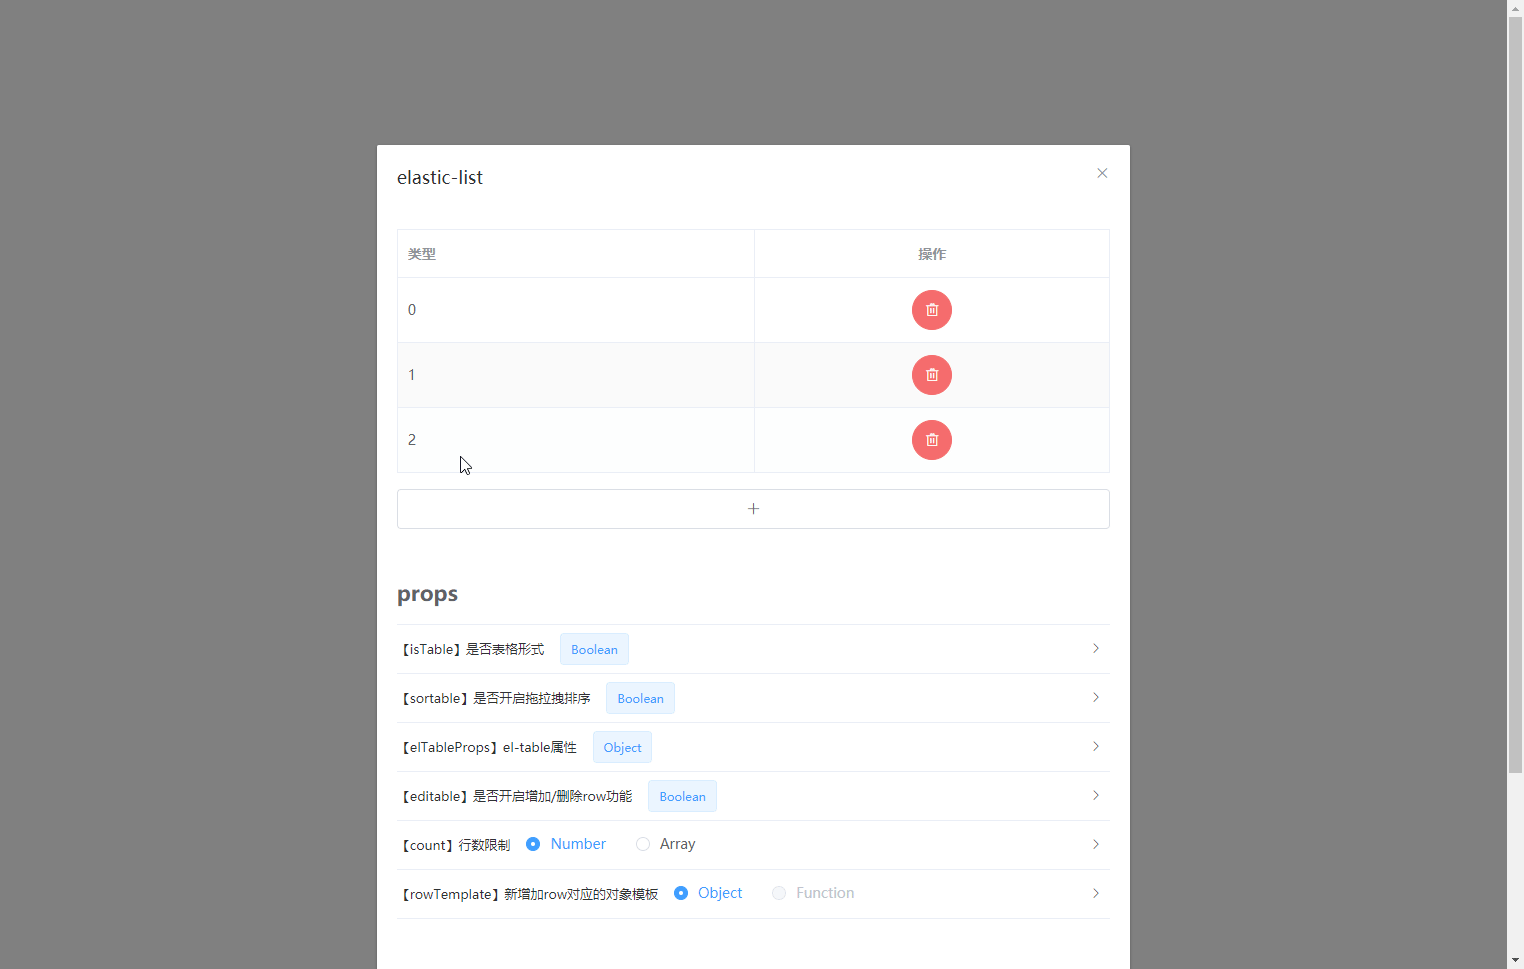 elastic-list
类型 操作
0
1
2
props
【isTable】是否表格形式 Boolean
【sortable】是否开启拖拉拽排序 Boolean
【elTableProps】el-table属性 Object
【editable】是否开启增加/删除row功能 Boolean
【count】行数限制 Number Array
【rowTemplate】新增加row对应的对象模板 Object Function